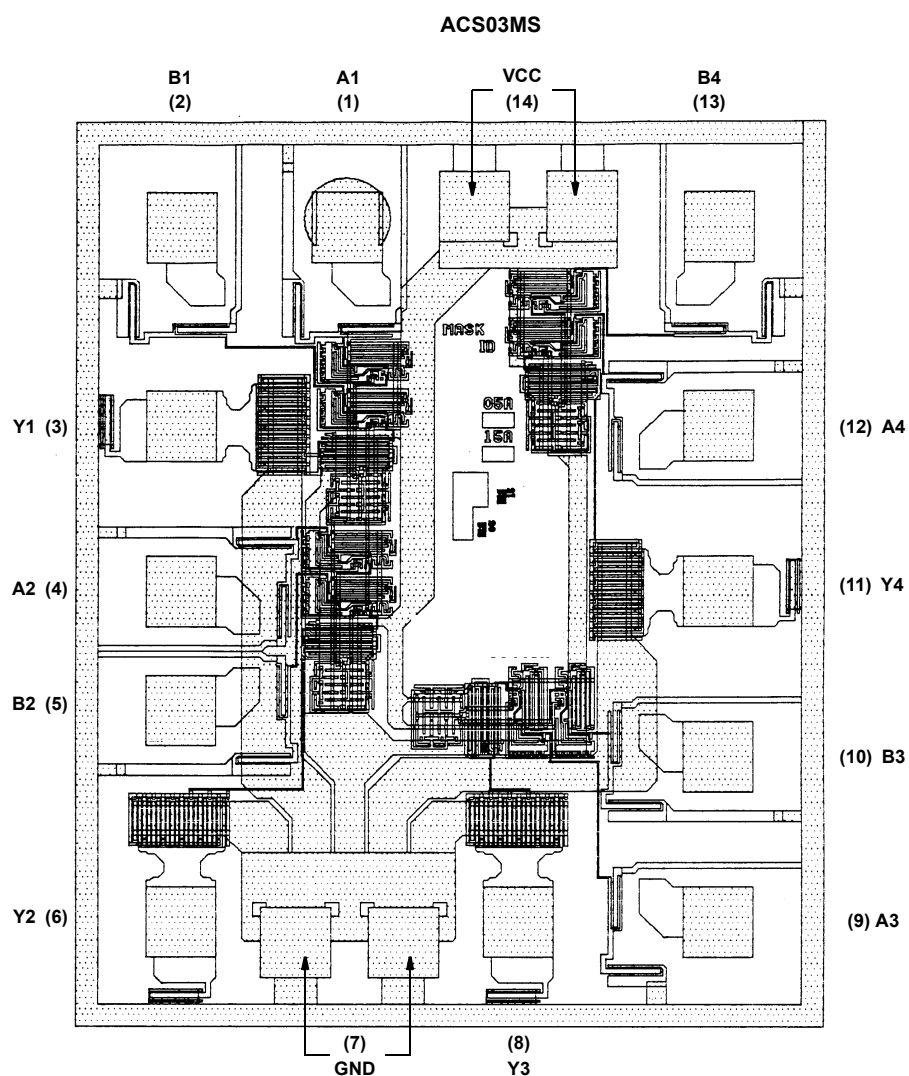 ACS03MS
B1
(2)
A1
(1)
VCC
(14)
B4
(13)
MASK
ID
05A
15A
Y1 (3)
(12) A4
A2 (4)
(11) Y4
B2 (5)
(10) B3
Y2 (6)
(9) A3
(7)
GND
(8)
Y3